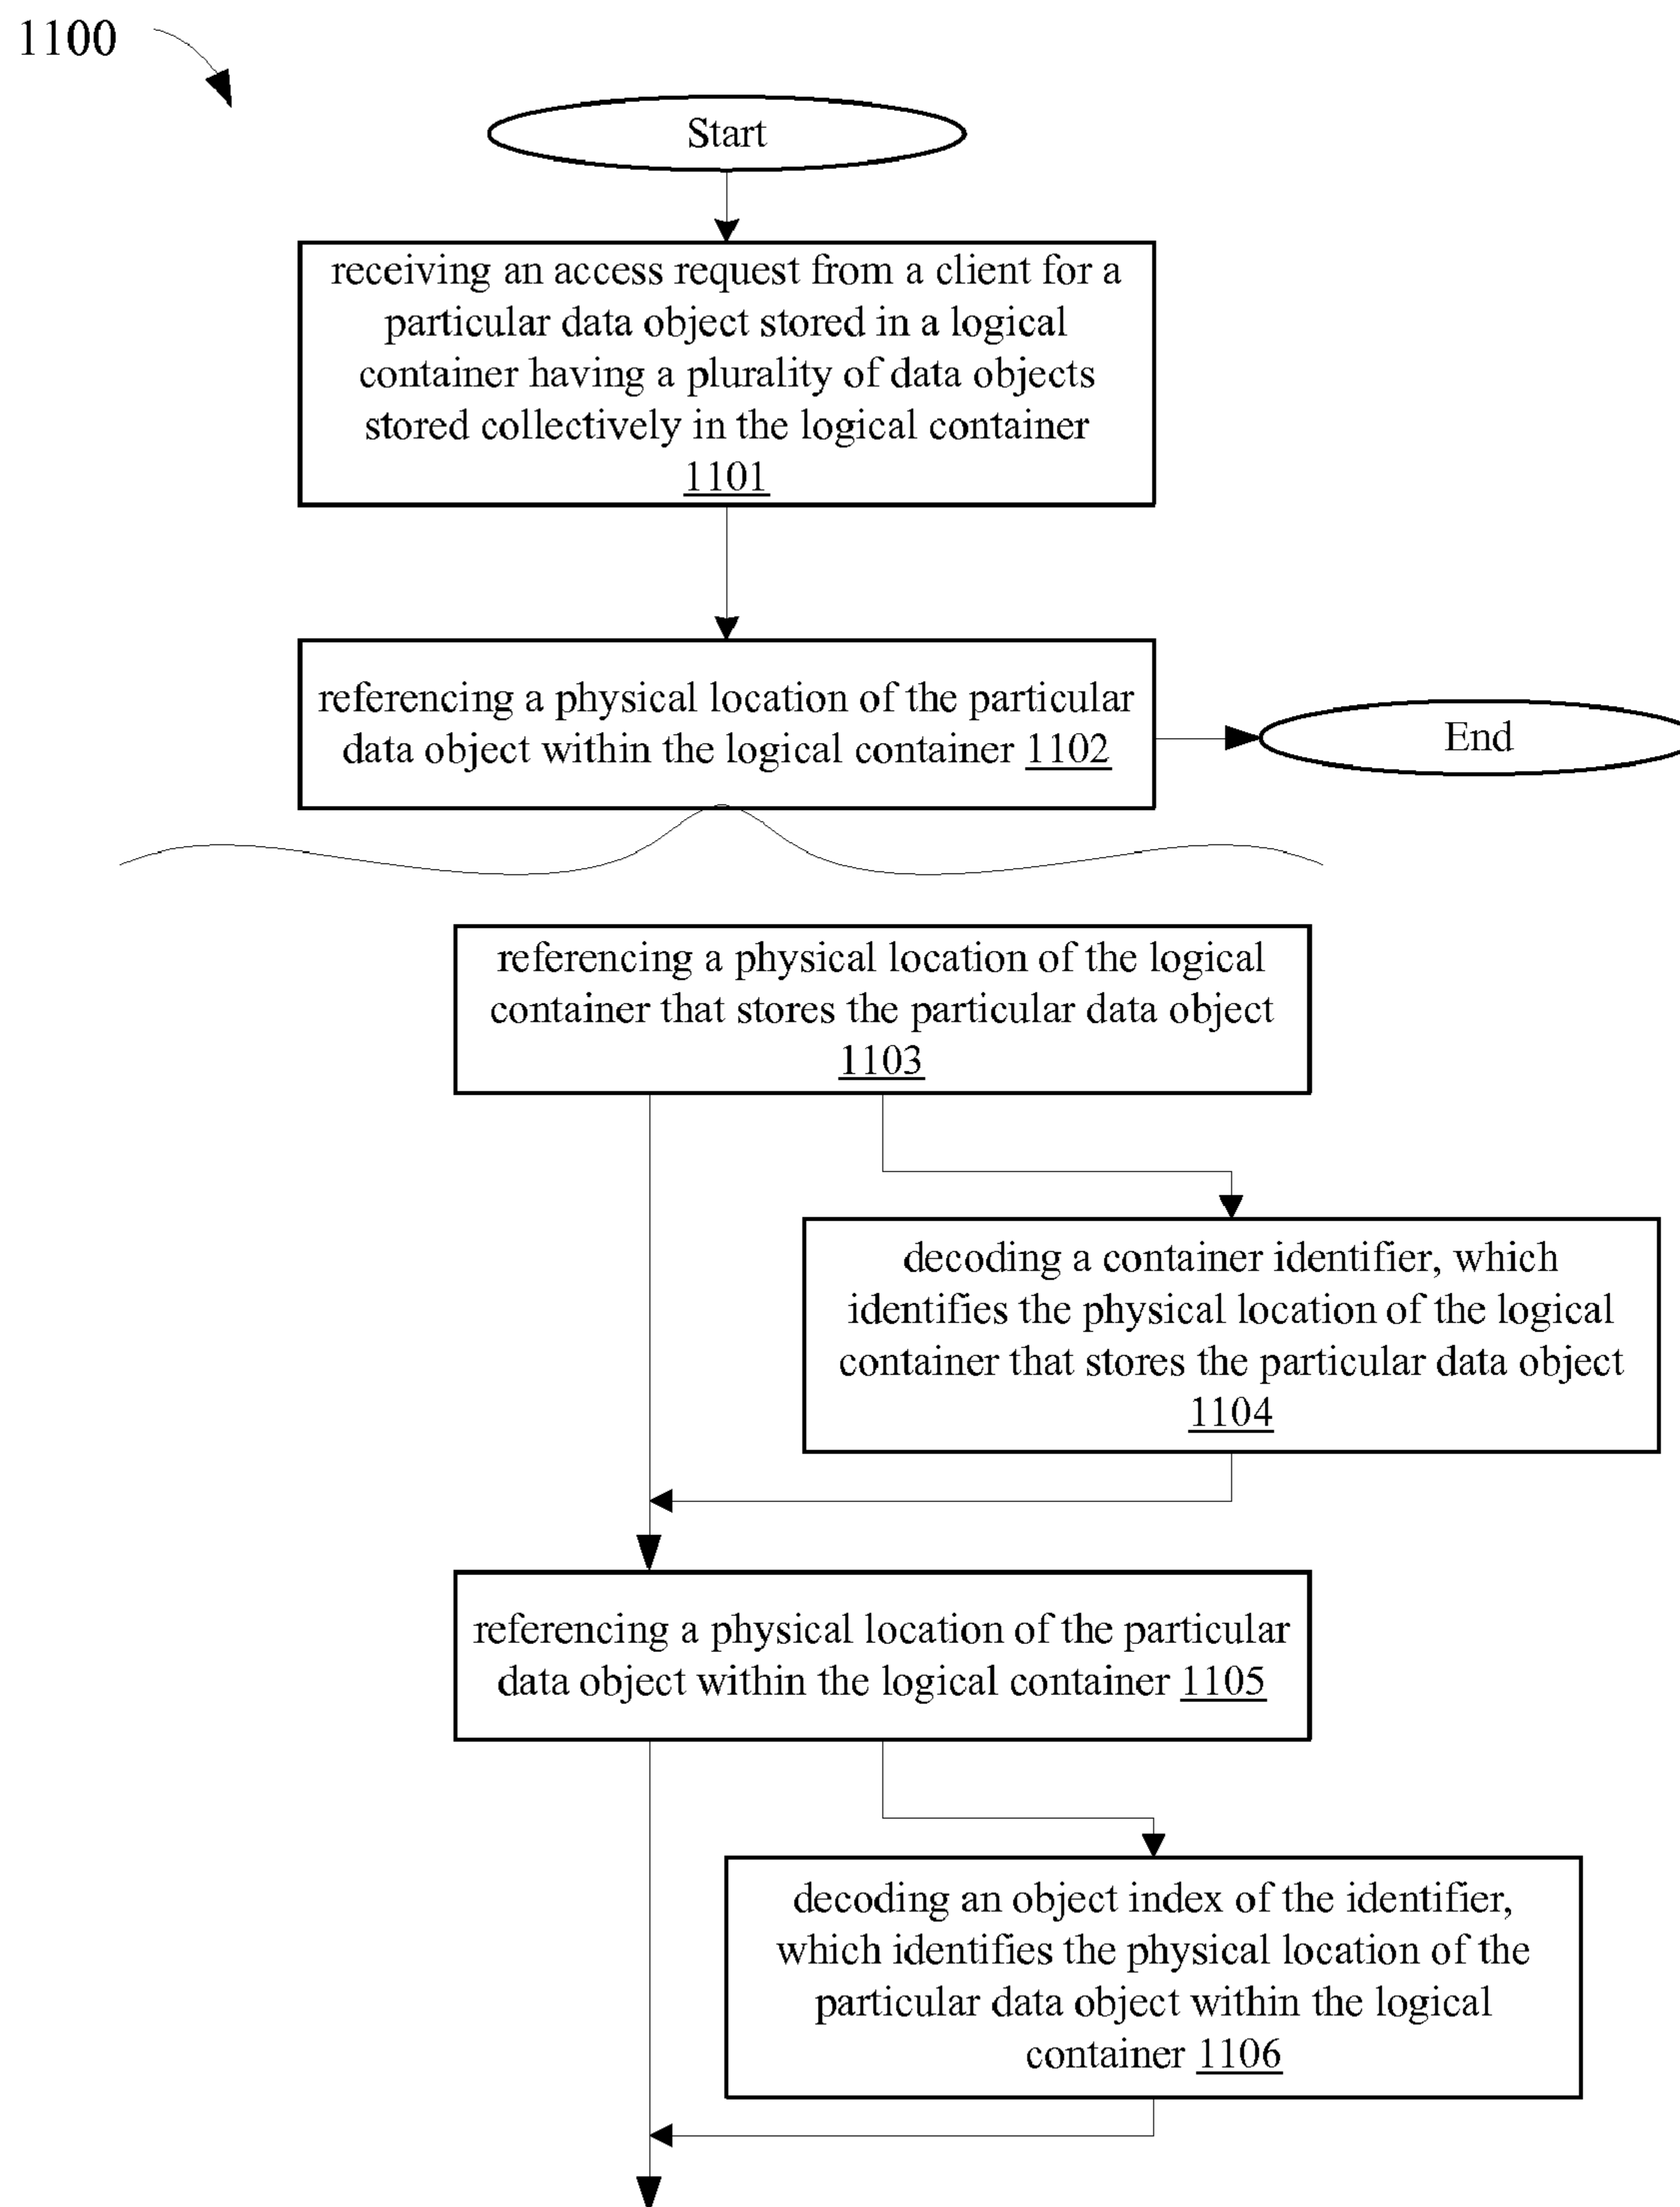 1100
Start
receiving an access request from a client for a
particular data object stored in a logical
container having a plurality of data objects
stored collectively in the logical container
1101
referencing a physical location of the particular
data object within the logical container 1102
End
referencing a physical location of the logical
container that stores the particular data object
1103
decoding a container identifier, which
identifies the physical location of the logical
container that stores the particular data object
1104
referencing a physical location of the particular
data object within the logical container 1105
decoding an object index of the identifier,
which identifies the physical location of the
particular data object within the logical
container 1106